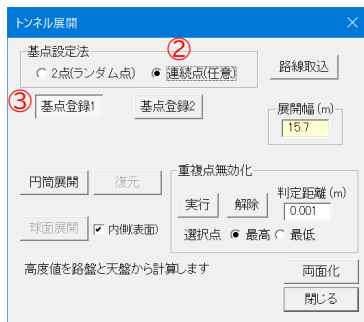 トンネル展開
基点設定法 ②
2点(ランダム点) 連続点(任意) 路線取込
③ 基点登録1 基点登録2
展開幅(m)
15.7
重複点無効化
円筒展開 復元 実行 解除 判定距離(m)
0.001
球面展開 内側(表面) 選択点 最高 最低
高度値を路盤と天盤から計算します 両面化
閉じる